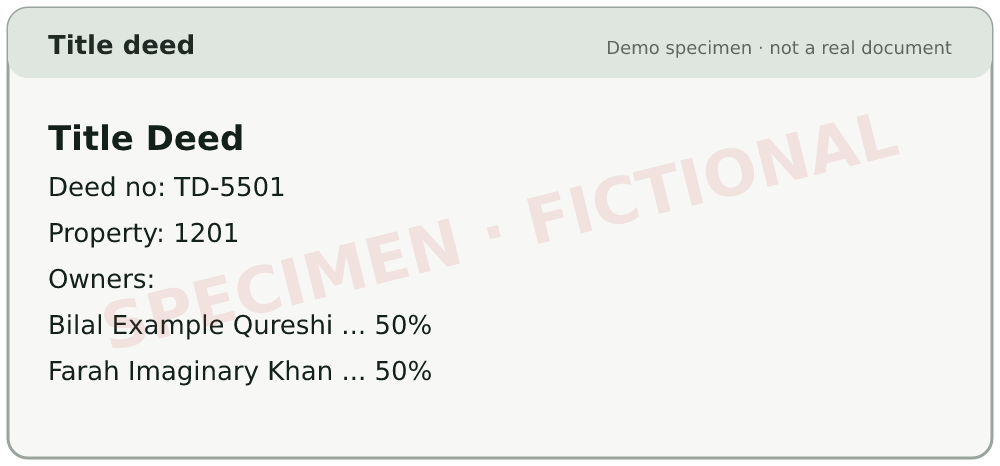 Title deed
Demo specimen · not a real document
Title Deed
Deed no: TD-5501
Property: 1201
Owners:
Bilal Example Qureshi ... 50%
Farah Imaginary Khan ... 50%
SPECIMEN · FICTIONAL